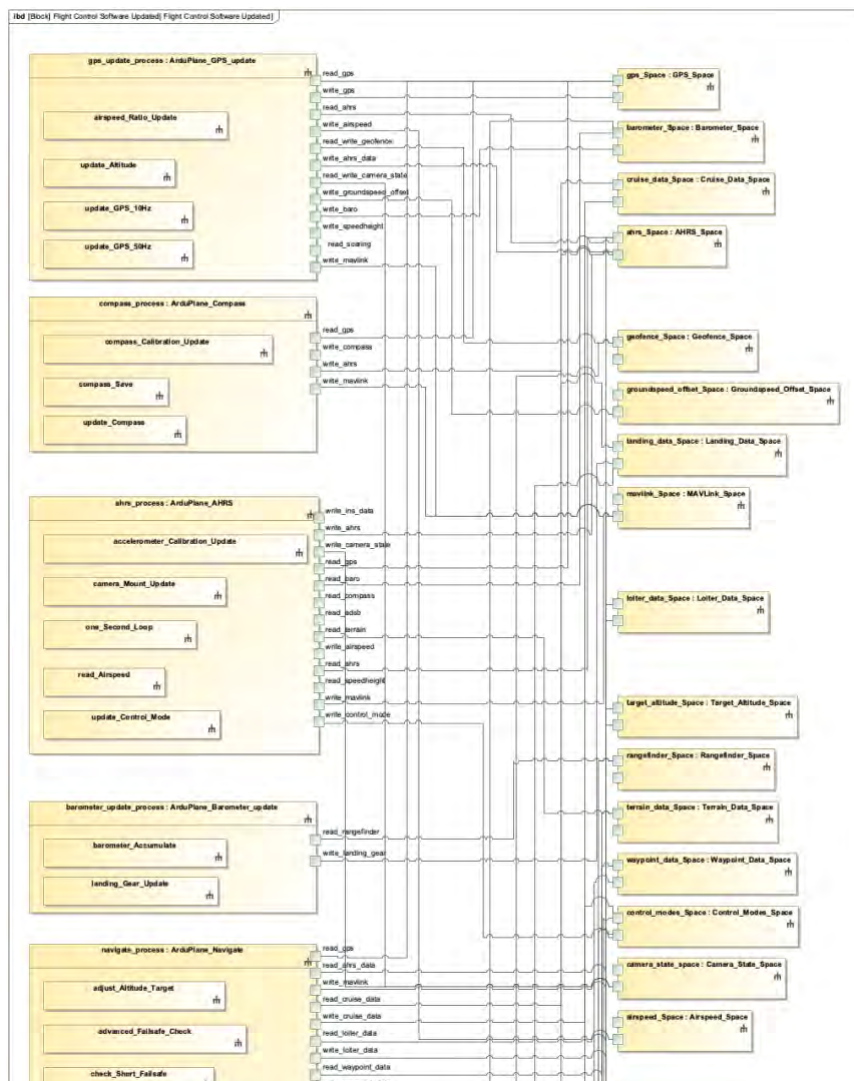 ibd [Block] Flight Control Software Updated[ Flight Control Software Updated ]
gps_update_process : ArduPlane_GPS_update
airspeed_Ratio_Update
update_Altitude
update_GPS_10Hz
update_GPS_50Hz
read_gps
write_gps
read_ahrs
write_airspeed
read_write_geofence
write_ahrs_data
read_write_camera_state
write_groundspeed_offset
write_baro
write_speedheight
read_soaring
write_mavlink
compass_process : ArduPlane_Compass
compass_Calibration_Update
compass_Save
update_Compass
read_gps
write_compass
write_ahrs
write_mavlink
ahrs_process : ArduPlane_AHRS
accelerometer_Calibration_Update
camera_Mount_Update
one_Second_Loop
read_Airspeed
update_Control_Mode
write_ins_data
write_ahrs
write_camera_state
read_gps
read_baro
read_compass
read_adsb
read_terrain
write_airspeed
read_ahrs
read_speedheight
write_mavlink
write_control_mode
barometer_update_process : ArduPlane_Barometer_update
barometer_Accumulate
landing_Gear_Update
read_rangefinder
write_landing_gear
navigate_process : ArduPlane_Navigate
adjust_Altitude_Target
advanced_Failsafe_Check
check_Short_Failsafe
read_gps
read_ahrs_data
write_mavlink
read_cruise_data
write_cruise_data
read_loiter_data
write_loiter_data
read_waypoint_data
gps_Space : GPS_Space
barometer_Space : Barometer_Space
cruise_data_Space : Cruise_Data_Space
ahrs_Space : AHRS_Space
geofence_Space : Geofence_Space
groundspeed_offset_Space : Groundspeed_Offset_Space
landing_data_Space : Landing_Data_Space
mavlink_Space : MAVLink_Space
loiter_data_Space : Loiter_Data_Space
target_altitude_Space : Target_Altitude_Space
rangefinder_Space : Rangefinder_Space
terrain_data_Space : Terrain_Data_Space
waypoint_data_Space : Waypoint_Data_Space
control_modes_Space : Control_Modes_Space
camera_state_space : Camera_State_Space
airspeed_Space : Airspeed_Space